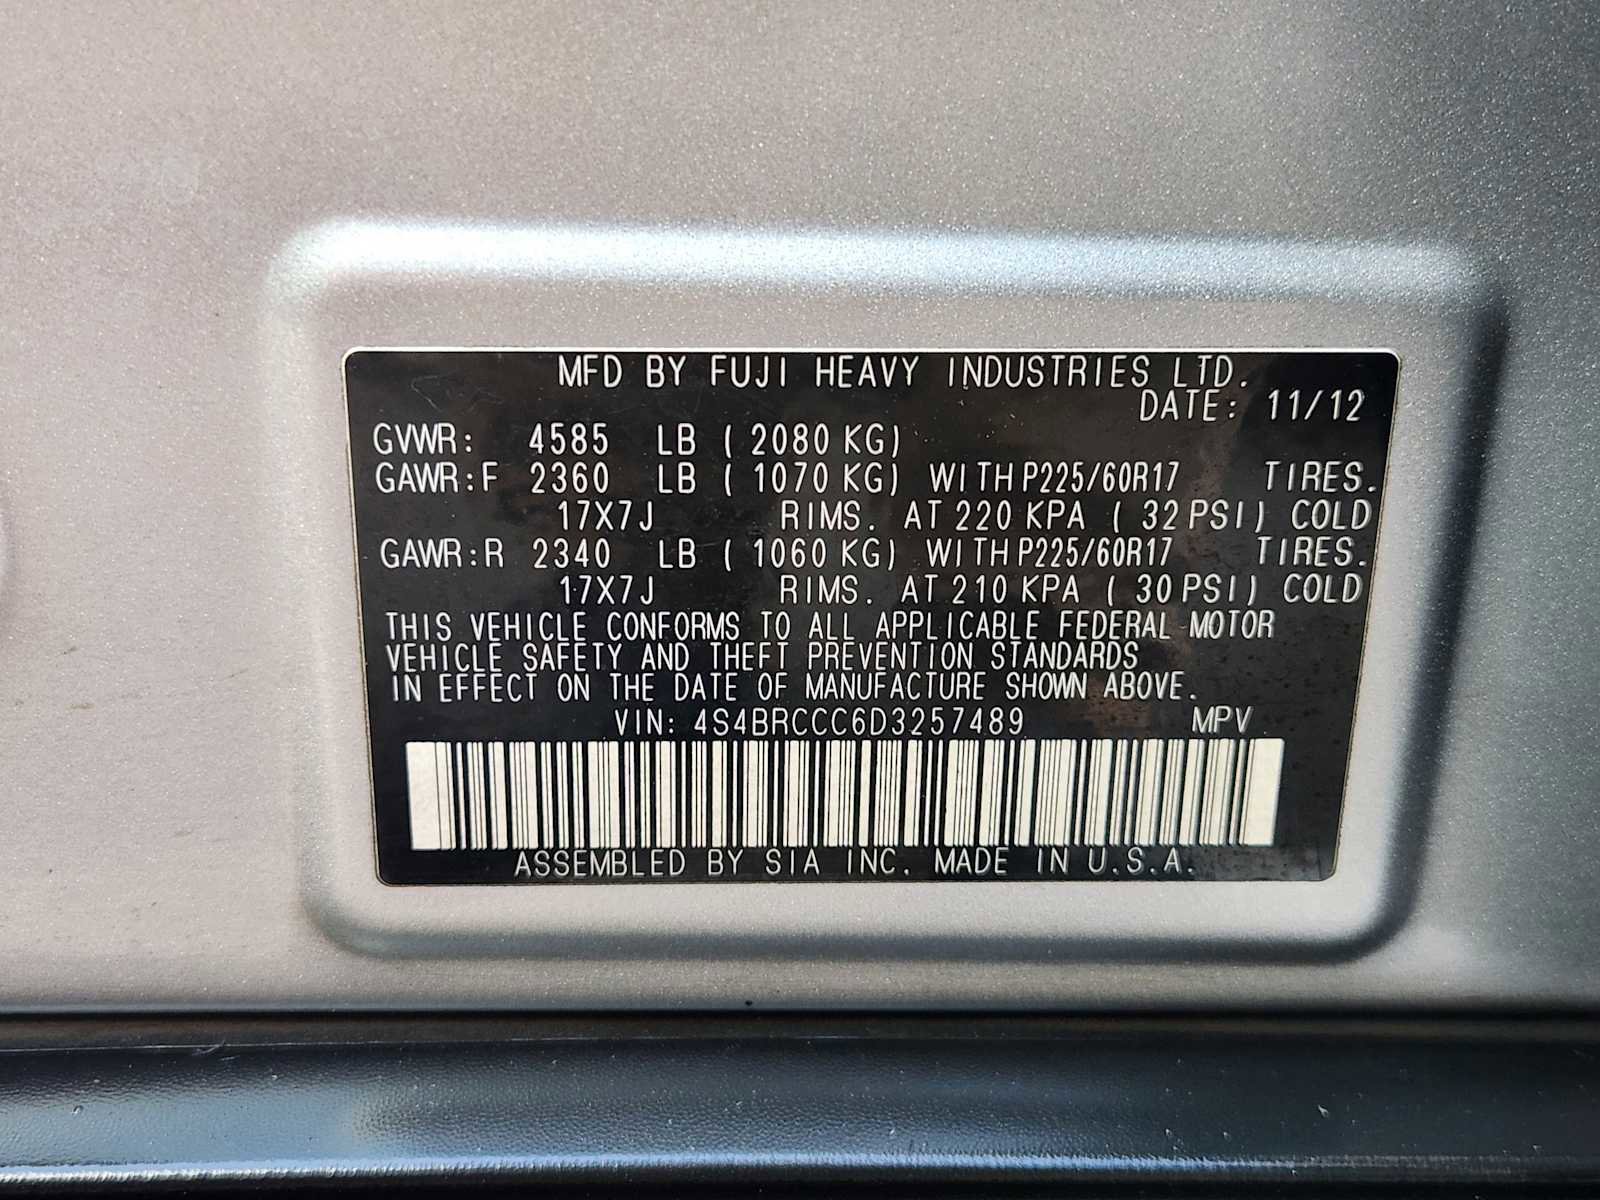 MFD BY FUJI HEAVY INDUSTRIES LTD.
DATE: 11/12
GVWR: 4585 LB ( 2080 KG)
GAWR:F 2360 LB ( 1070 KG) WITH P225/60R17 TIRES.
17X7J RIMS. AT 220 KPA ( 32 PSI) COLD
GAWR:R 2340 LB ( 1060 KG) WITH P225/60R17 TIRES.
17X7J RIMS. AT 210 KPA ( 30 PSI) COLD
THIS VEHICLE CONFORMS TO ALL APPLICABLE FEDERAL MOTOR
VEHICLE SAFETY AND THEFT PREVENTION STANDARDS
IN EFFECT ON THE DATE OF MANUFACTURE SHOWN ABOVE.
VIN: 4S4BRCCC6D3257489 MPV
ASSEMBLED BY SIA INC. MADE IN U.S.A.